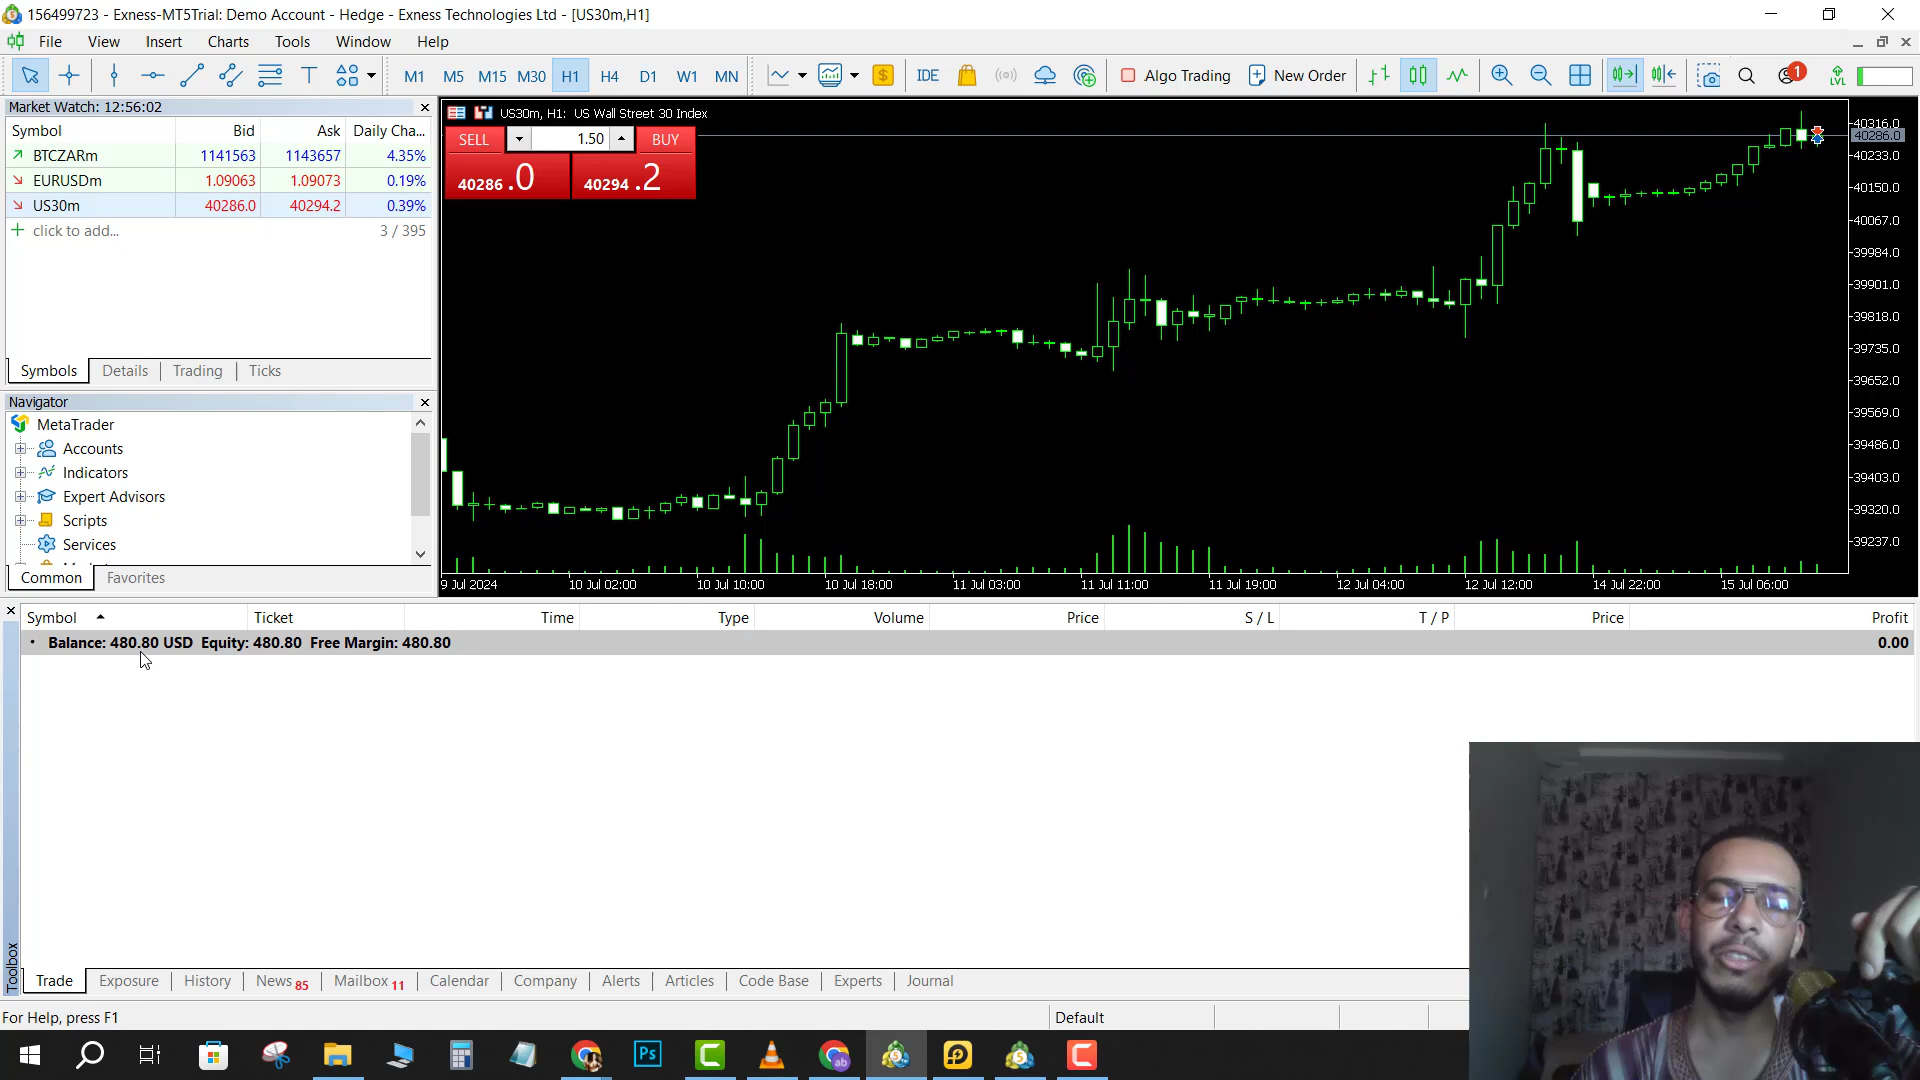 156499723 - Exness-MT5Trial: Demo Account - Hedge - Exness Technologies Ltd - [US30m,H1]
File View Insert Charts Tools Window Help
M1 M5 M15 M30 H1 H4 D1 W1 MN IDE Algo Trading New Order 1 LVL
Market Watch: 12:56:02
Symbol Bid Ask Daily Cha...
BTCZARm 1141563 1143657 4.35%
EURUSDm 1.09063 1.09073 0.19%
US30m 40286.0 40294.2 0.39%
click to add... 3 / 395
Symbols Details Trading Ticks
US30m, H1: US Wall Street 30 Index
SELL 1.50 BUY
40286 .0 40294 .2
40316.0
40286.0
40233.0
40150.0
40067.0
39984.0
39901.0
39818.0
39735.0
39652.0
39569.0
39486.0
39403.0
39320.0
39237.0
9 Jul 2024 10 Jul 02:00 10 Jul 10:00 10 Jul 18:00 11 Jul 03:00 11 Jul 11:00 11 Jul 19:00 12 Jul 04:00 12 Jul 12:00 14 Jul 22:00 15 Jul 06:00
Navigator
MetaTrader
Accounts
Indicators
Expert Advisors
Scripts
Services
Common Favorites
Symbol Ticket Time Type Volume Price S / L T / P Price Profit
Balance: 480.80 USD Equity: 480.80 Free Margin: 480.80 0.00
Toolbox
Trade Exposure History News 85 Mailbox 11 Calendar Company Alerts Articles Code Base Experts Journal
For Help, press F1 Default
Ps
ab